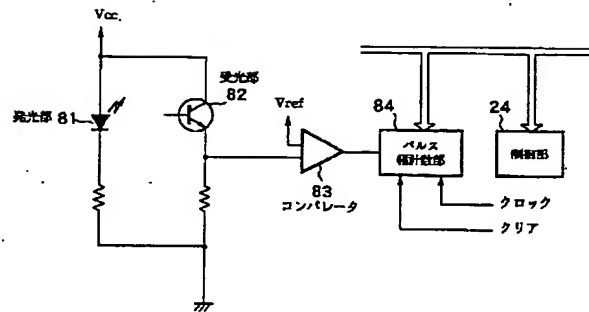 Vcc
発光部 81
受光部
82
Vref
83
コンパレータ
84
パルス
幅計数部
24
制御部
クロック
クリア